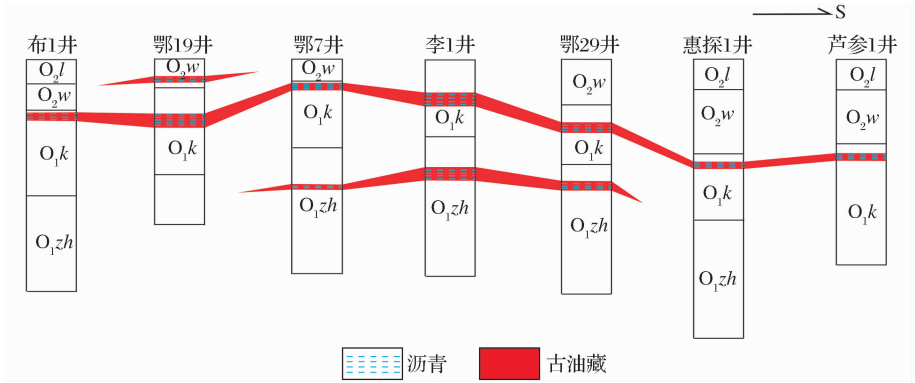 S
布1井 鄂19井 鄂7井 李1井 鄂29井 惠探1井 芦参1井
O₂l O₂w O₂w O₂l O₂l
O₂w O₂w O₂w O₂w
O₁k O₁k O₁k O₁k O₁k O₁k O₁k
O₁zh O₁zh O₁zh O₁zh O₁zh
沥青 古油藏